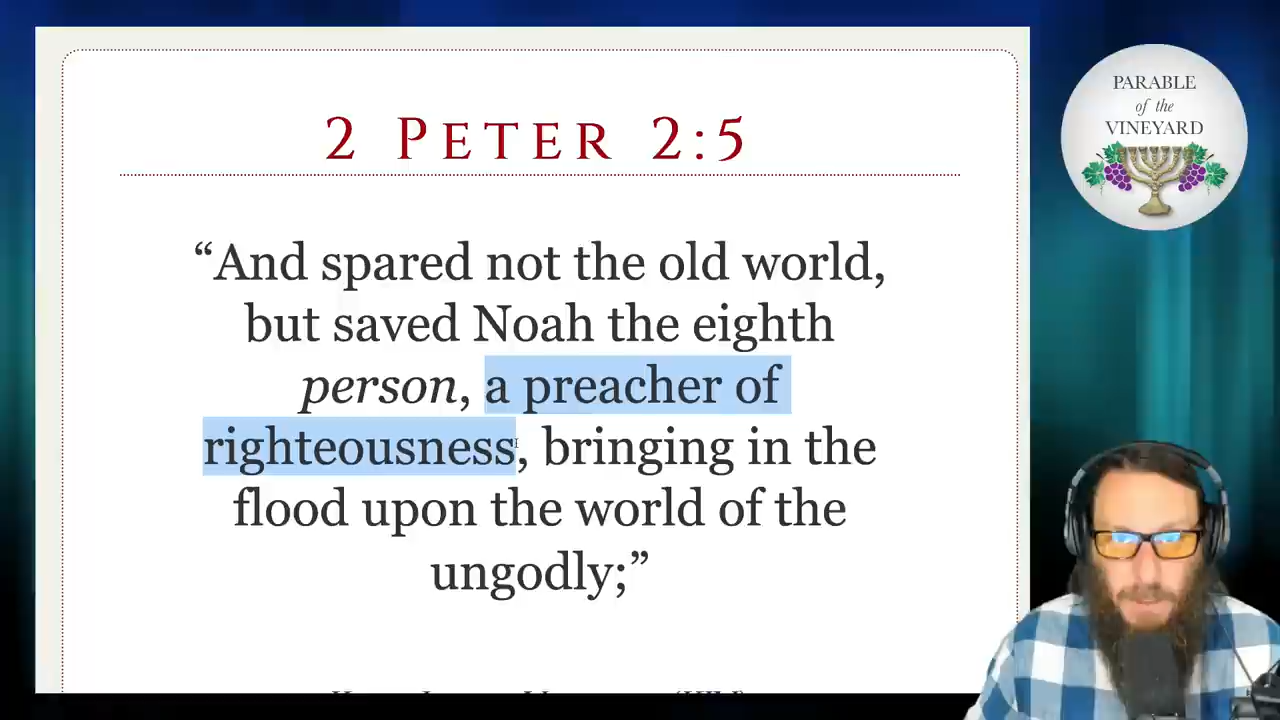 2 PETER 2:5
“And spared not the old world,
but saved Noah the eighth
person, a preacher of
righteousness, bringing in the
flood upon the world of the
ungodly;”
PARABLE
of the
VINEYARD